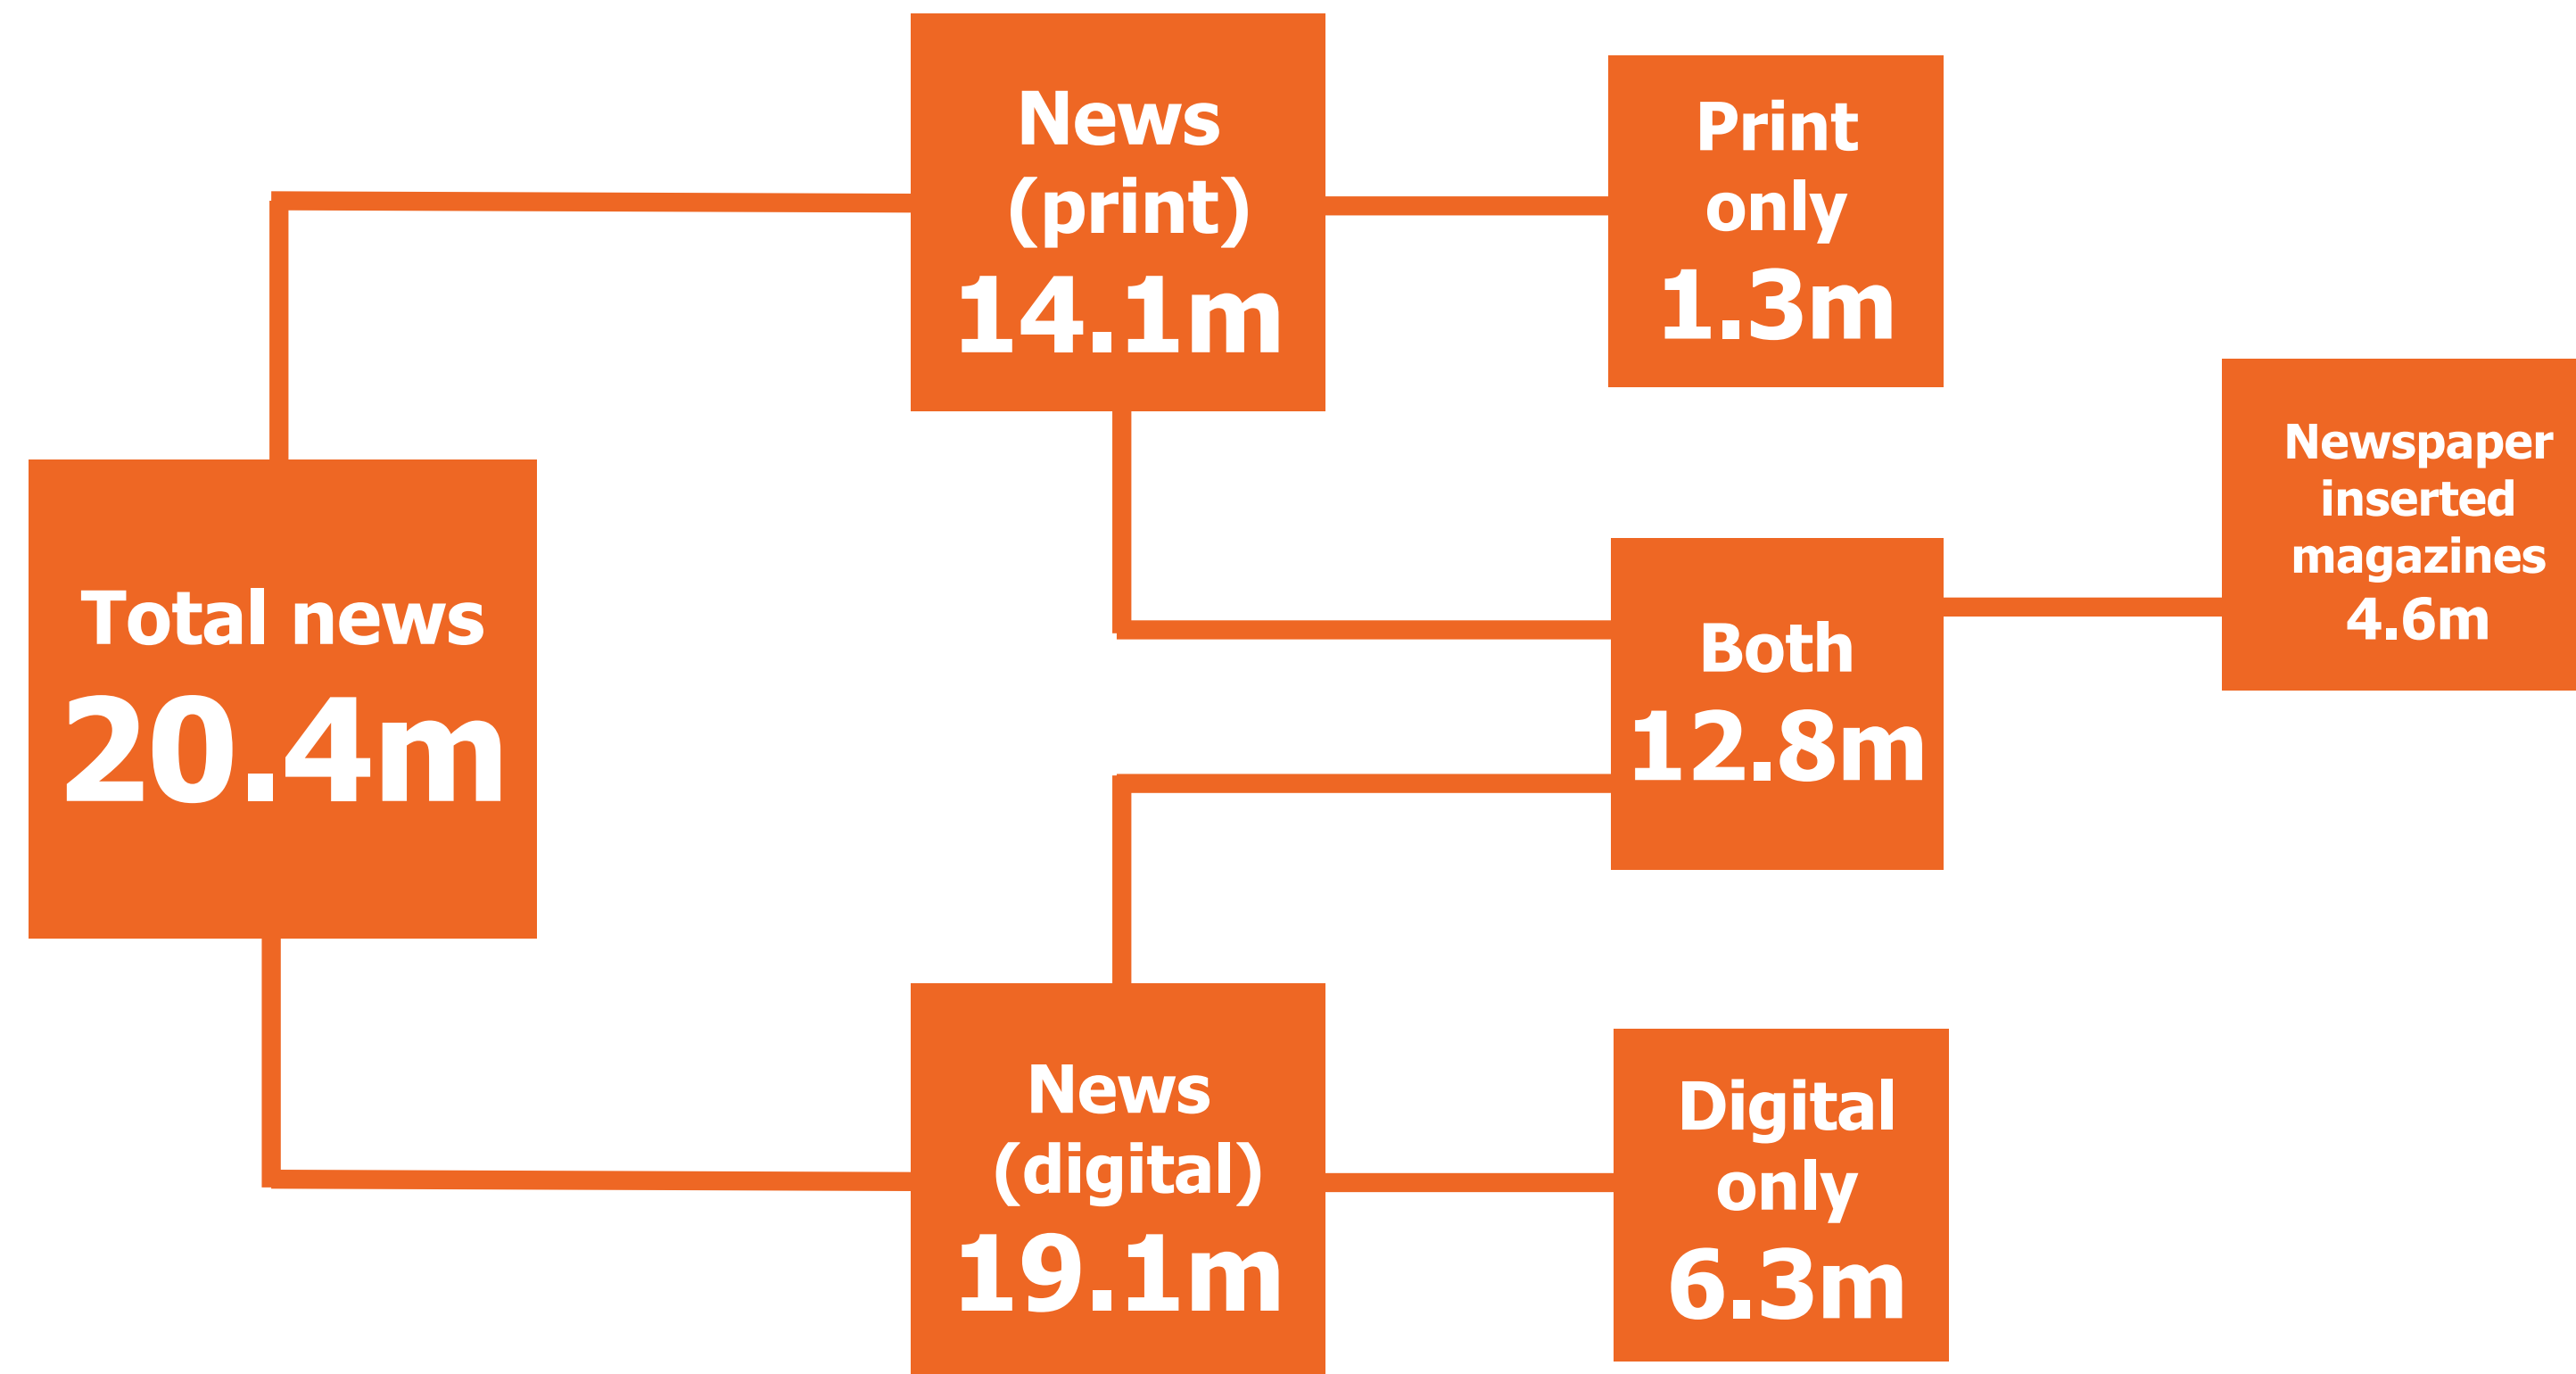 News
(print)
14.1m
Print
only
1.3m
Newspaper
inserted
magazines
4.6m
Total news
20.4m
Both
12.8m
News
(digital)
19.1m
Digital
only
6.3m